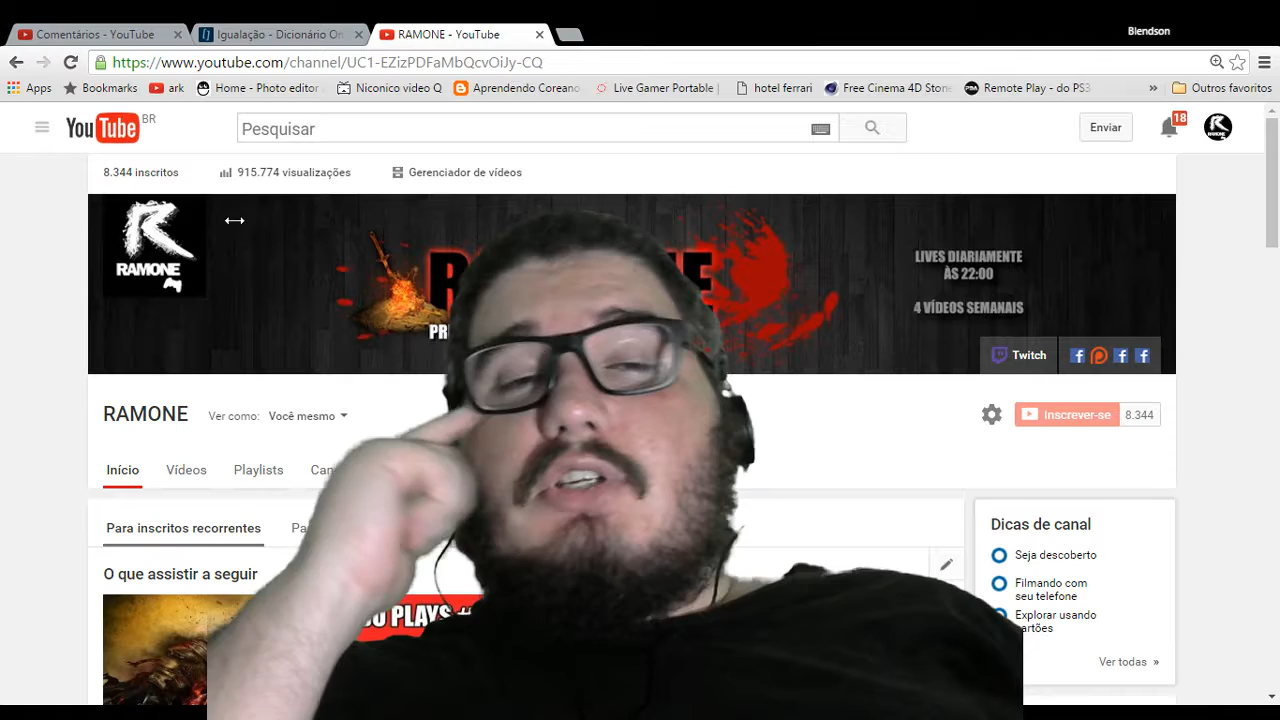 Blendson
Comentários - YouTube
Igualação - Dicionário On
RAMONE - YouTube
https://www.youtube.com/channel/UC1-EZizPDFaMbQcvOiJy-CQ
Apps
Bookmarks
ark
Home - Photo editor
Niconico video Q
Aprendendo Coreano
Live Gamer Portable
hotel ferrari
Free Cinema 4D Ston
Remote Play - do PS3
»
Outros favoritos
YouTube BR
Pesquisar
Enviar
18
8.344 inscritos
915.774 visualizações
Gerenciador de vídeos
R
RAMONE
LIVES DIARIAMENTE
ÀS 22:00
4 VÍDEOS SEMANAIS
Twitch
RAMONE
Ver como: Você mesmo
Inscrever-se 8.344
Início
Vídeos
Playlists
Para inscritos recorrentes
O que assistir a seguir
Dicas de canal
Seja descoberto
Filmando com
seu telefone
Explorar usando
Ver todas »